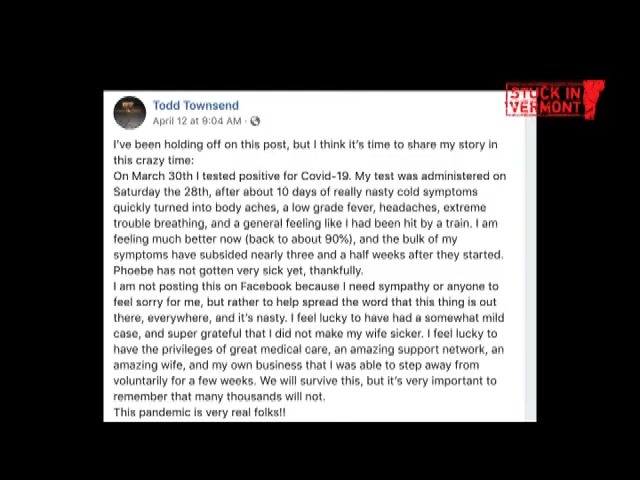 STUCK IN
VERMONT
Todd Townsend
April 12 at 9:04 AM ·
I've been holding off on this post, but I think it's time to share my story in
this crazy time:
On March 30th I tested positive for Covid-19. My test was administered on
Saturday the 28th, after about 10 days of really nasty cold symptoms
quickly turned into body aches, a low grade fever, headaches, extreme
trouble breathing, and a general feeling like I had been hit by a train. I am
feeling much better now (back to about 90%), and the bulk of my
symptoms have subsided nearly three and a half weeks after they started.
Phoebe has not gotten very sick yet, thankfully.
I am not posting this on Facebook because I need sympathy or anyone to
feel sorry for me, but rather to help spread the word that this thing is out
there, everywhere, and it's nasty. I feel lucky to have had a somewhat mild
case, and super grateful that I did not make my wife sicker. I feel lucky to
have the privileges of great medical care, an amazing support network, an
amazing wife, and my own business that I was able to step away from
voluntarily for a few weeks. We will survive this, but it's very important to
remember that many thousands will not.
This pandemic is very real folks!!